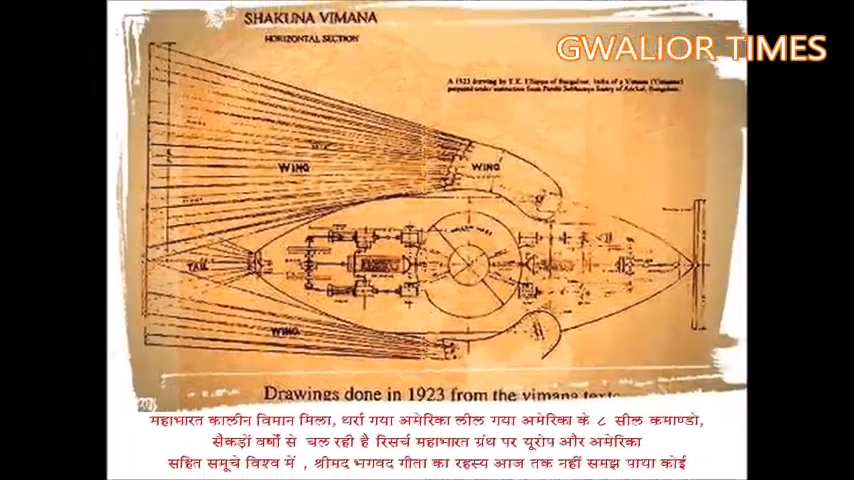 SHAKUNA VIMANA
HORIZONTAL SECTION
GWALIOR TIMES
A 1923 drawing by T.K. Ellappa of Bangalore, India of a Vimana (Vimanas)
prepared under instruction from Pandit Subbaraya Sastry of Anekal, Bangalore.
WING
WING
TAIL
WING
Drawings done in 1923 from the vimana texts
महाभारत कालीन विमान मिला, थर्रा गया अमेरिका लील गया अमेरिका के ८ सील कमाण्डो,
सैकड़ों वर्षों से चल रही है रिसर्च महाभारत ग्रंथ पर यूरोप और अमेरिका
सहित समूचे विश्व में , श्रीमद भगवद गीता का रहस्य आज तक नहीं समझ पाया कोई